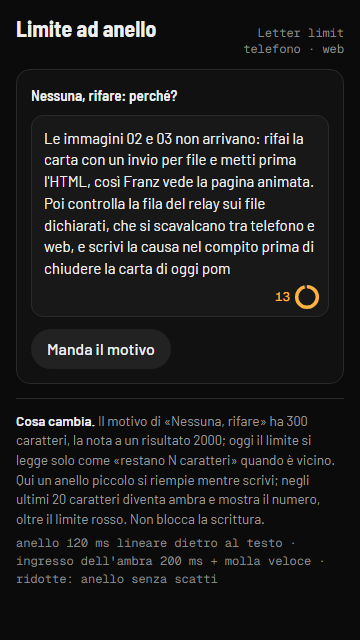 Limite ad anello
Letter limit
telefono · web
Nessuna, rifare: perché?
Le immagini 02 e 03 non arrivano: rifai la
carta con un invio per file e metti prima
l'HTML, così Franz vede la pagina animata.
Poi controlla la fila del relay sui file
dichiarati, che si scavalcano tra telefono e
web, e scrivi la causa nel compito prima di
chiudere la carta di oggi pom
13
Manda il motivo
Cosa cambia. Il motivo di «Nessuna, rifare» ha 300
caratteri, la nota a un risultato 2000; oggi il limite si
legge solo come «restano N caratteri» quando è vicino.
Qui un anello piccolo si riempie mentre scrivi; negli
ultimi 20 caratteri diventa ambra e mostra il numero,
oltre il limite rosso. Non blocca la scrittura.
anello 120 ms lineare dietro al testo ·
ingresso dell'ambra 200 ms + molla veloce ·
ridotte: anello senza scatti